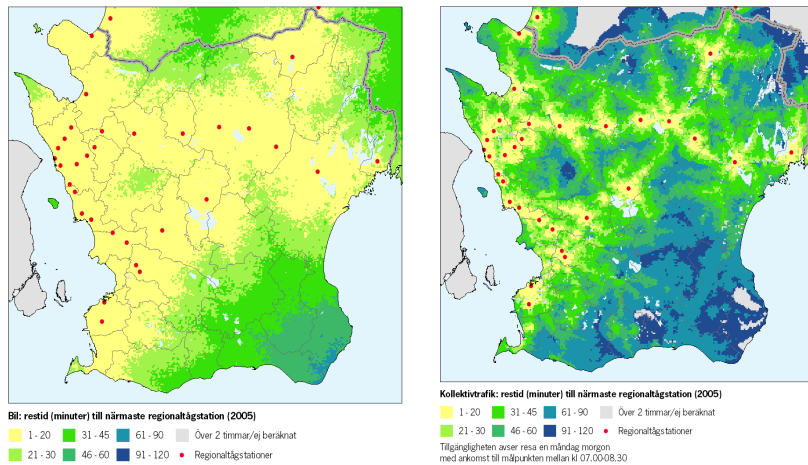 Bil: restid (minuter) till närmaste regionaltågstation (2005)
1 - 20
31 - 45
61 - 90
Över 2 timmar/ej beräknat
21 - 30
46 - 60
91 - 120
Regionaltågstationer
Kollektivtrafik: restid (minuter) till närmaste regionaltågstation (2005)
1 - 20
31 - 45
61 - 90
Över 2 timmar/ej beräknat
21 - 30
46 - 60
91 - 120
Regionaltågstationer
Tillgängligheten avser resa en måndag morgon
med ankomst till målpunkten mellan kl 07.00-08.30